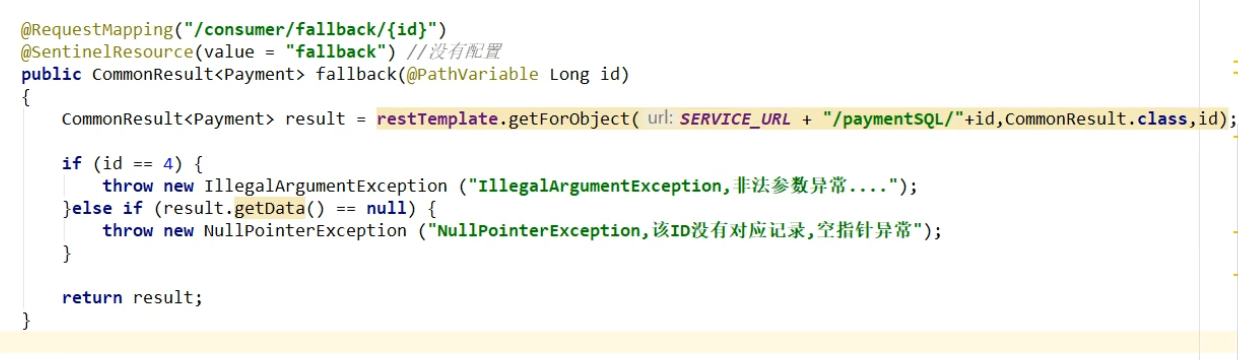 @RequestMapping("/consumer/fallback/{id}")
@SentinelResource(value = "fallback") //没有配置
public CommonResult<Payment> fallback(@PathVariable Long id)
{
    CommonResult<Payment> result = restTemplate.getForObject( url: SERVICE_URL + "/paymentSQL/"+id,CommonResult.class,id);
    if (id == 4) {
        throw new IllegalArgumentException ("IllegalArgumentException,非法参数异常....");
    }else if (result.getData() == null) {
        throw new NullPointerException ("NullPointerException,该ID没有对应记录,空指针异常");
    }
    return result;
}